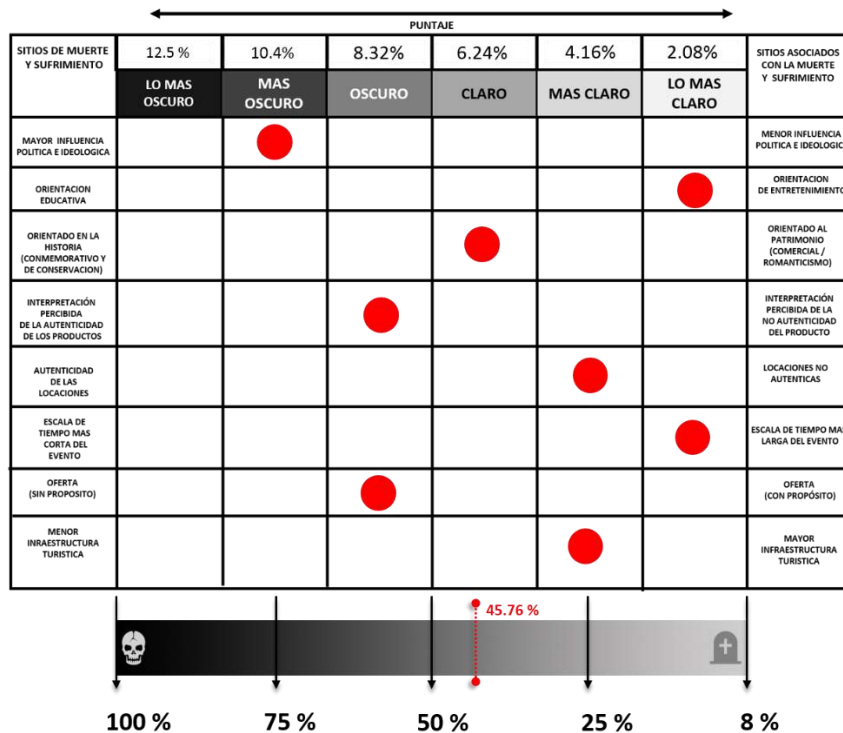 PUNTAJE
SITIOS DE MUERTE
Y SUFRIMIENTO
12.5 %
10.4%
8.32%
6.24%
4.16%
2.08%
SITIOS ASOCIADOS
CON LA MUERTE
Y SUFRIMIENTO
LO MAS
OSCURO
MAS
OSCURO
OSCURO
CLARO
MAS CLARO
LO MAS
CLARO
MAYOR INFLUENCIA
POLITICA E IDEOLOGICA
MENOR INFLUENCIA
POLITICA E IDEOLOGIC
ORIENTACION
EDUCATIVA
ORIENTACION
DE ENTRETENIMIENTO
ORIENTADO EN LA
HISTORIA
(CONMEMORATIVO Y
DE CONSERVACION)
ORIENTADO AL
PATRIMONIO
(COMERCIAL /
ROMANTICISMO)
INTERPRETACIÓN
PERCIBIDA
DE LA AUTENTICIDAD
DE LOS PRODUCTOS
INTERPRETACIÓN
PERCIBIDA DE LA
NO AUTENTICIDAD
DEL PRODUCTO
AUTENTICIDAD
DE LAS
LOCACIONES
LOCACIONES NO
AUTENTICAS
ESCALA DE
TIEMPO MAS
CORTA DEL
EVENTO
ESCALA DE TIEMPO MAS
LARGA DEL EVENTO
OFERTA
(SIN PROPOSITO)
OFERTA
(CON PROPÓSITO)
MENOR
INRAESTRUCTURA
TURISTICA
MAYOR
INFRAESTRUCTURA
TURISTICA
45.76 %
100 %
75 %
50 %
25 %
8 %